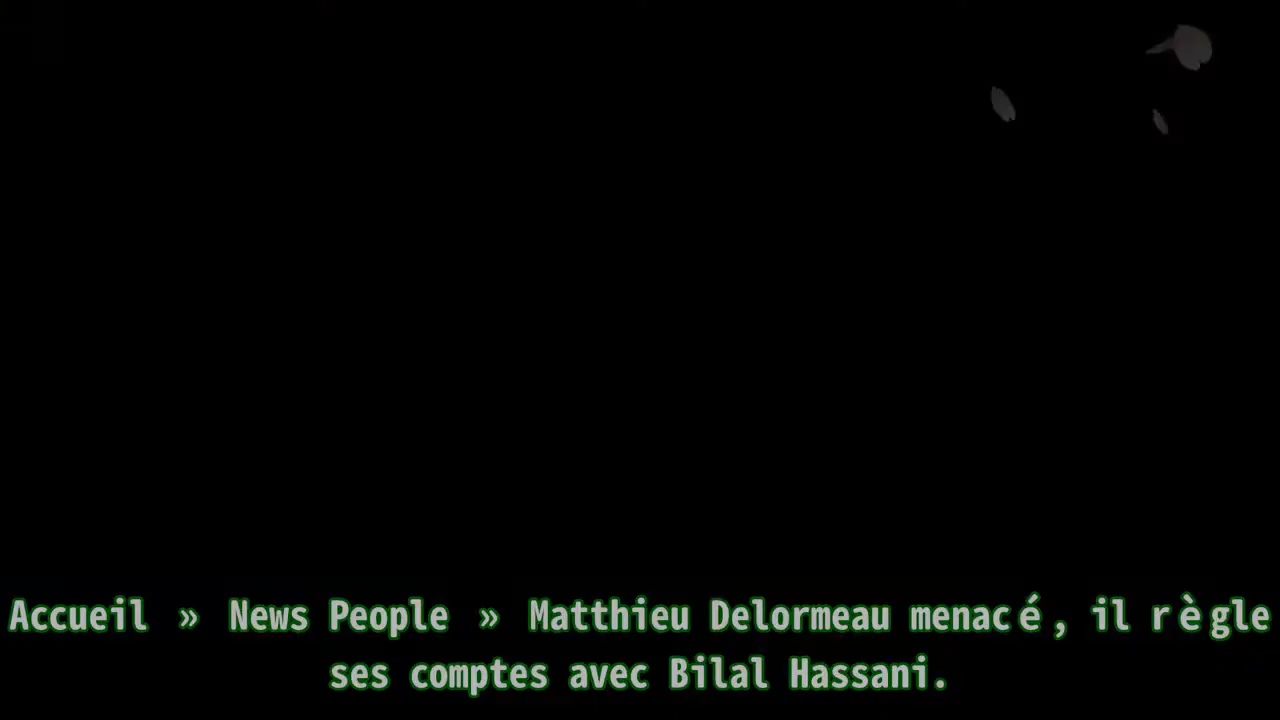 Accueil » News People » Matthieu Delormeau menacé, il règle
ses comptes avec Bilal Hassani.